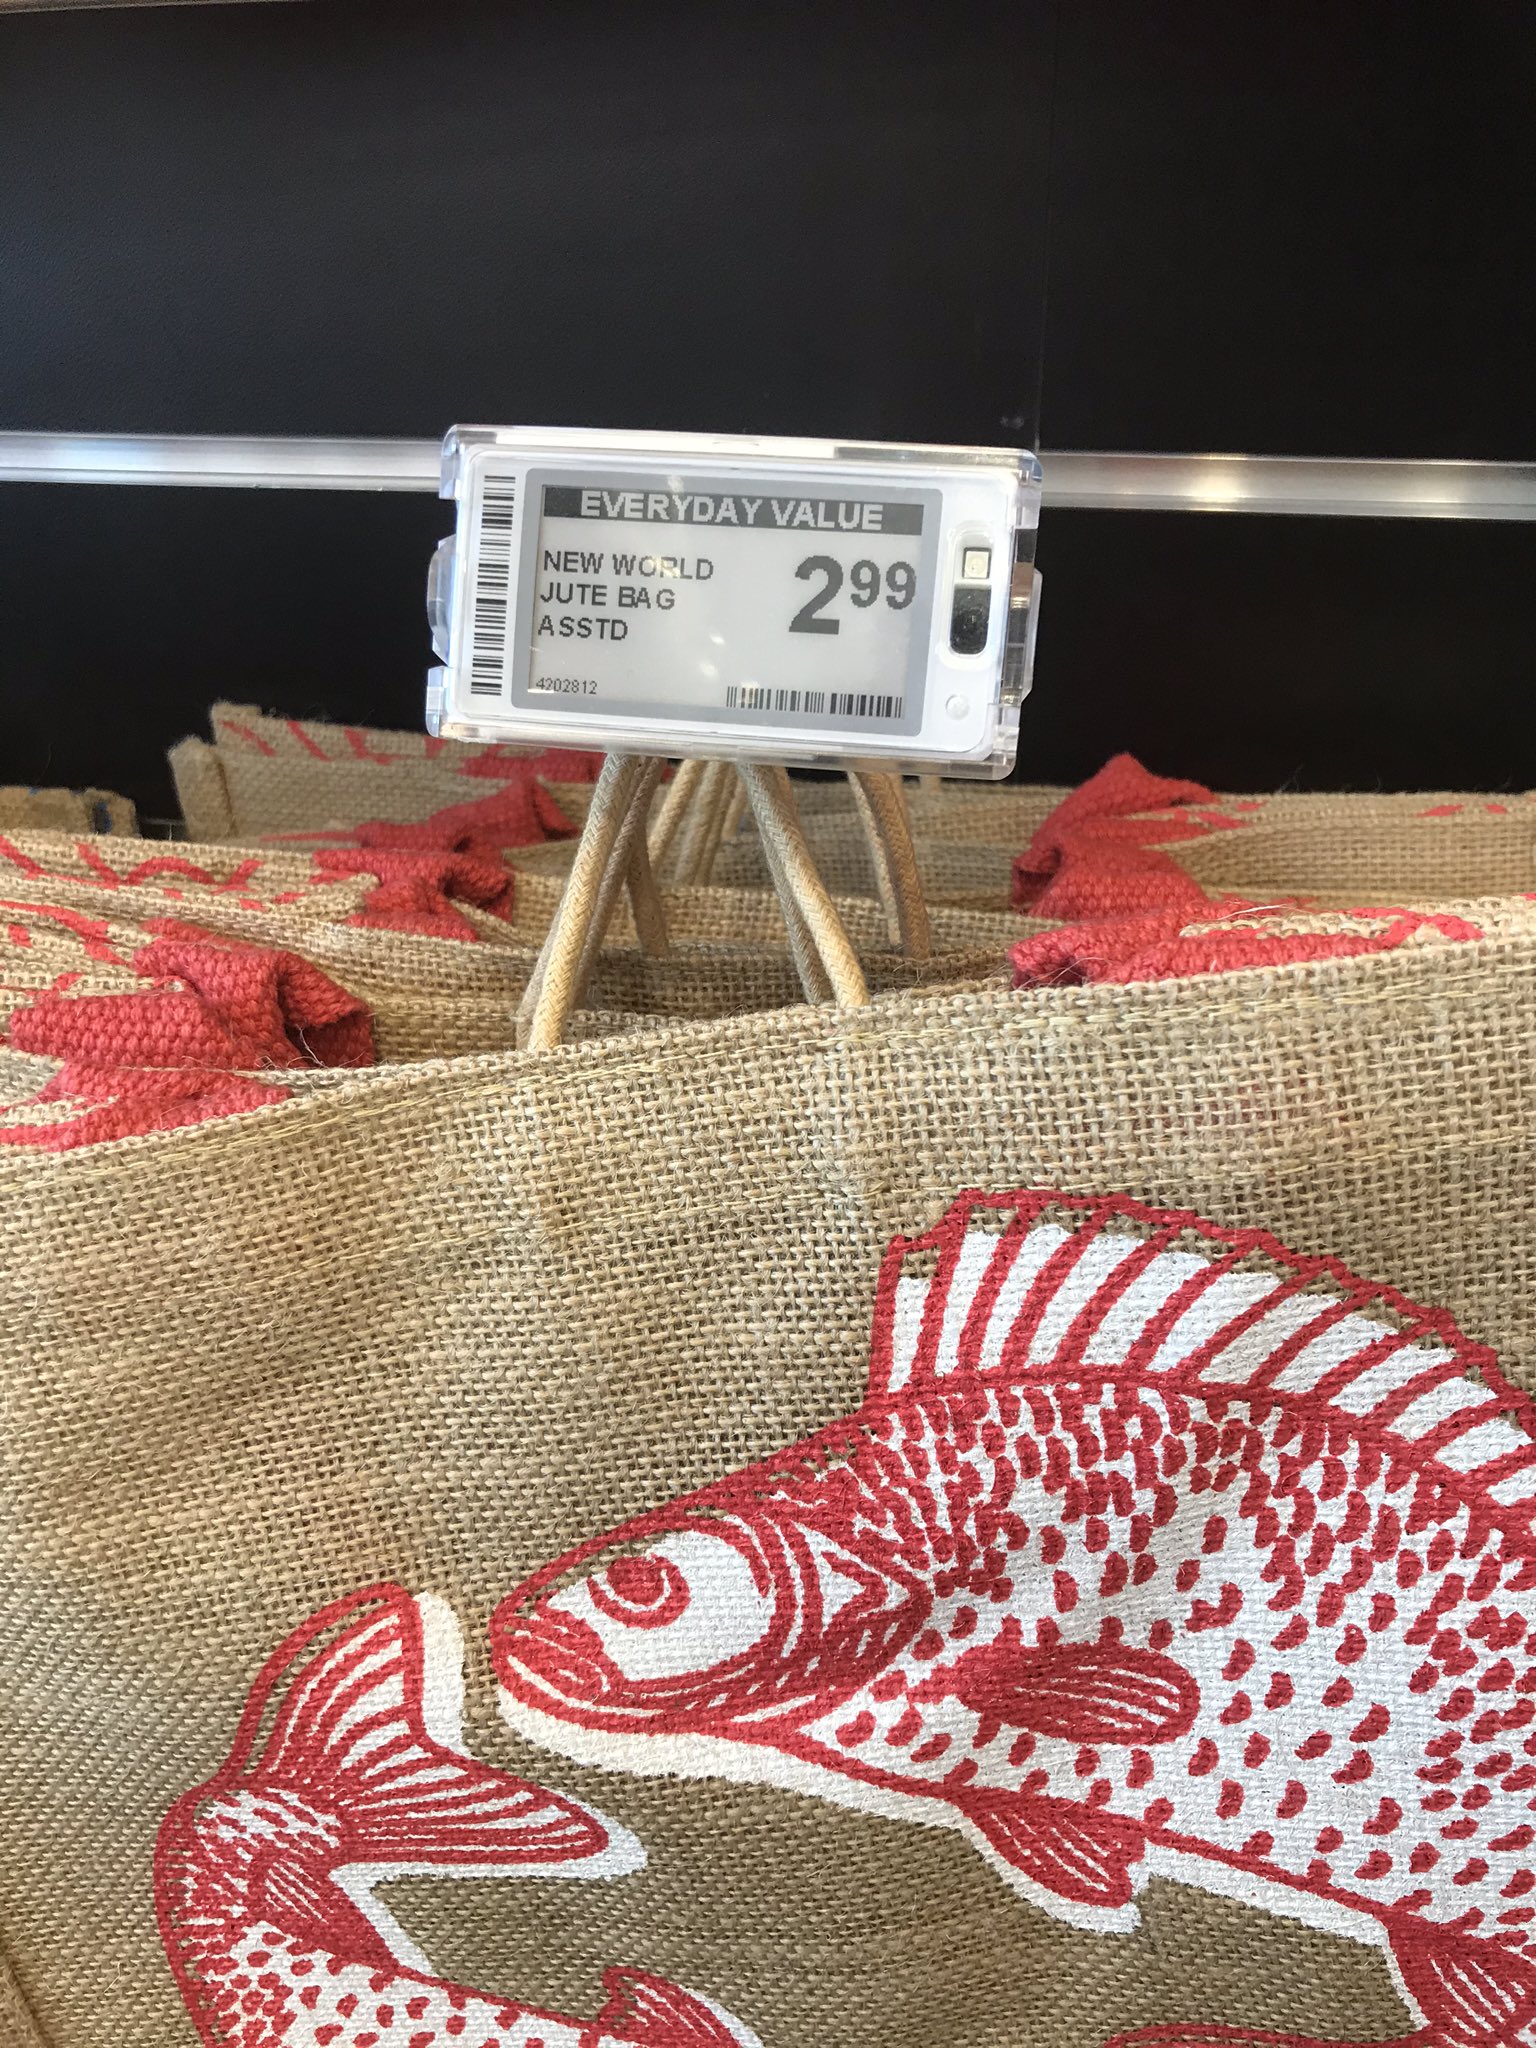 EVERYDAY VALUE
NEW WORLD
JUTE BAG
ASSTD
2 99
4202812